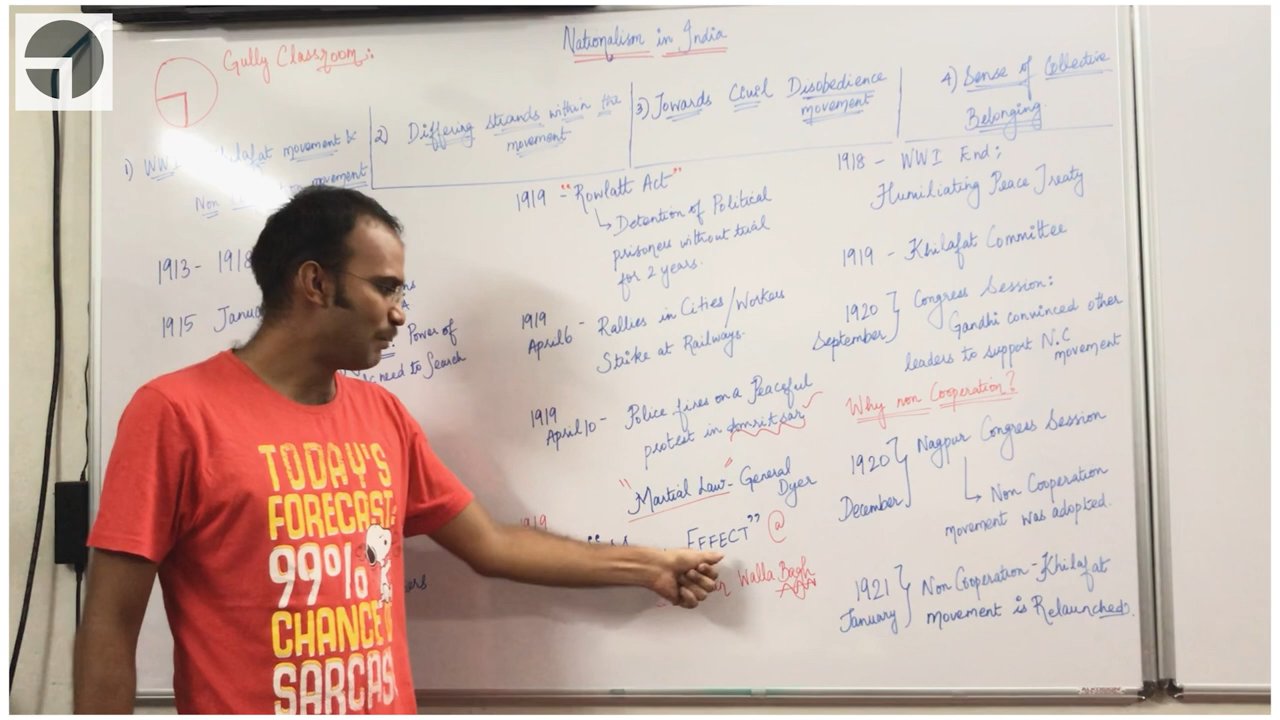 Gully Classroom:
Nationalism in India
1) WWI Khilafat movement &
Non movement
2) Differing strands within the
movement
3) Towards Civil Disobedience
movement
4) Sense of Collective
Belonging
1913 - 1918
1915
Power of
need to Search
1919 - "Rowlatt Act"
Detention of Political
prisoners without trial
for 2 years.
1919
April 6 - Rallies in Cities/Workers
Strike at Railways.
1919
April 10 - Police fires on a Peaceful
protest in Amritsar
"Martial Law" - General
Dyer
1919
EFFECT" @
Walla Bagh
1918 - WWI End;
Humiliating Peace Treaty
1919 - Khilafat Committee
1920
September } Congress Session:
Gandhi convinced other
leaders to support N.C
movement
Why non Cooperation?
1920
December } Nagpur Congress Session
Non Cooperation
movement was adopted.
1921
January } Non Cooperation - Khilafat
movement is Relaunched.
TODAY'S
FORECAST:
99%
CHANCE
SARCAS